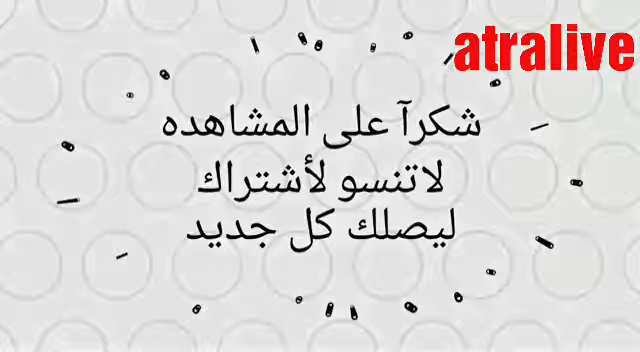 atralive
شكرآ على المشاهده
لاتنسو لأشتراك
ليصلك كل جديد